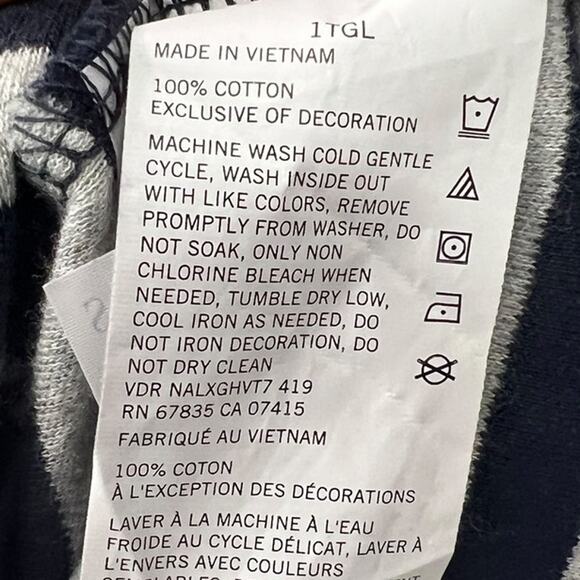 1TGL
MADE IN VIETNAM
100% COTTON
EXCLUSIVE OF DECORATION
MACHINE WASH COLD GENTLE
CYCLE, WASH INSIDE OUT
WITH LIKE COLORS, REMOVE
PROMPTLY FROM WASHER, DO
NOT SOAK, ONLY NON
CHLORINE BLEACH WHEN
NEEDED, TUMBLE DRY LOW,
COOL IRON AS NEEDED, DO
NOT IRON DECORATION, DO
NOT DRY CLEAN
VDR NALXGHVT7 419
RN 67835 CA 07415
FABRIQUÉ AU VIETNAM
100% COTON
À L'EXCEPTION DES DÉCORATIONS
LAVER À LA MACHINE À L'EAU
FROIDE AU CYCLE DÉLICAT, LAVER À
L'ENVERS AVEC COULEURS